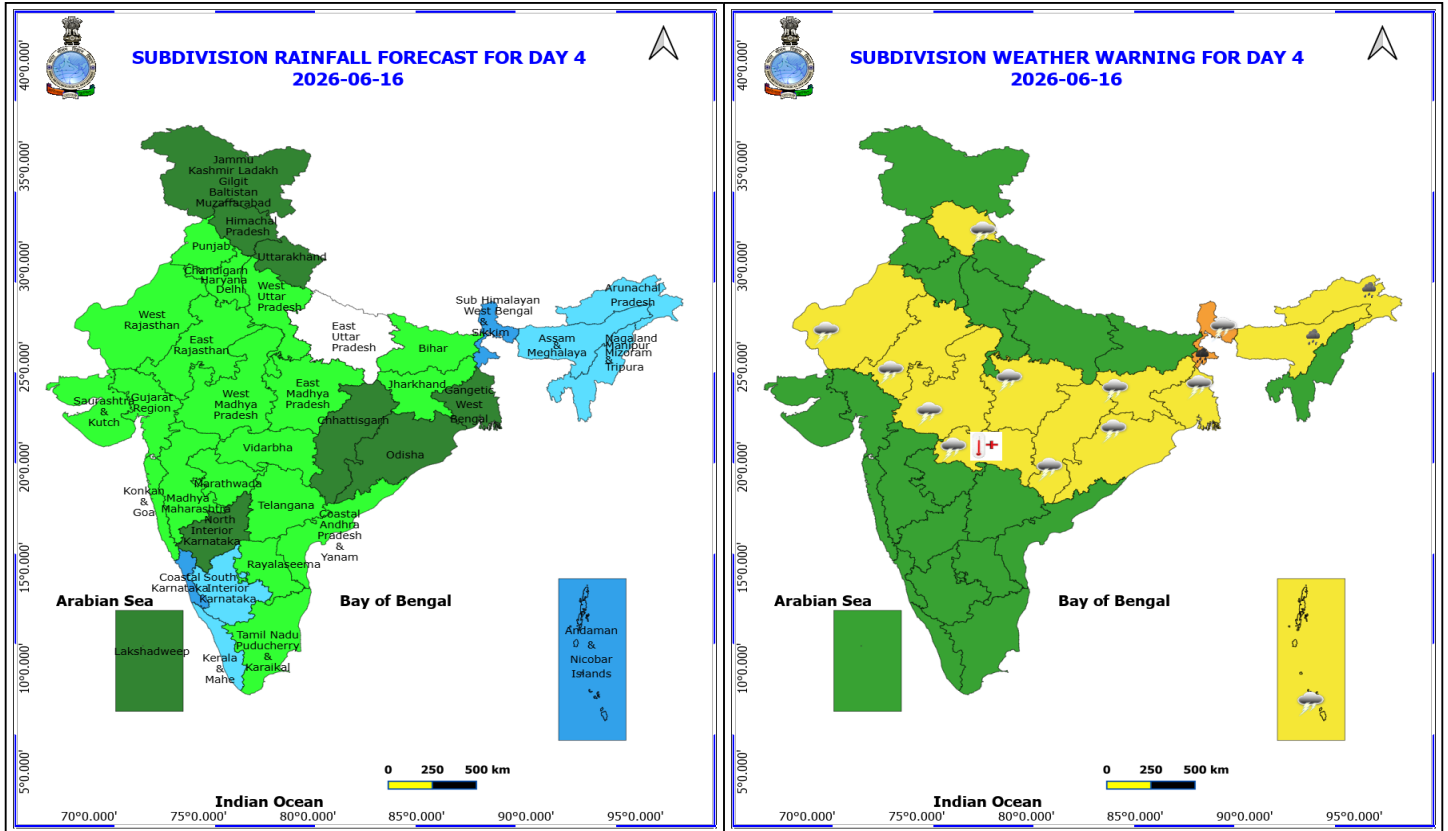 SUBDIVISION RAINFALL FORECAST FOR DAY 4
2026-06-16
40°0.000'
35°0.000'
30°0.000'
25°0.000'
20°0.000'
15°0.000'
10°0.000'
5°0.000'
Jammu
Kashmir Ladakh
Gilgit
Baltistan
Muzaffarabad
Himachal
Pradesh
Punjab
Uttarakhand
Chandigarh
Haryana
Delhi
West
Uttar
Pradesh
West
Rajasthan
East
Rajasthan
East
Uttar
Pradesh
Bihar
Sub Himalayan
West Bengal
&
Sikkim
Arunachal
Pradesh
Assam
&
Meghalaya
Nagaland
Manipur
Mizoram
&
Tripura
Saurashtra
&
Kutch
Gujarat
Region
West
Madhya
Pradesh
East
Madhya
Pradesh
Jharkhand
Gangetic
West
Bengal
Chhattisgarh
Odisha
Vidarbha
Marathwada
Konkan
&
Goa
Madhya
Maharashtra
Telangana
North
Interior
Karnataka
Coastal
Andhra
Pradesh
&
Yanam
Rayalaseema
Coastal
Karnataka
South
Interior
Karnataka
Tamil Nadu
Puducherry
&
Karaikal
Kerala
&
Mahe
Arabian Sea
Lakshadweep
Bay of Bengal
Andaman
&
Nicobar
Islands
0 250 500 km
Indian Ocean
70°0.000' 75°0.000' 80°0.000' 85°0.000' 90°0.000' 95°0.000'
SUBDIVISION WEATHER WARNING FOR DAY 4
2026-06-16
40°0.000'
35°0.000'
30°0.000'
25°0.000'
20°0.000'
15°0.000'
10°0.000'
5°0.000'
Arabian Sea
Bay of Bengal
0 250 500 km
Indian Ocean
70°0.000' 75°0.000' 80°0.000' 85°0.000' 90°0.000' 95°0.000'